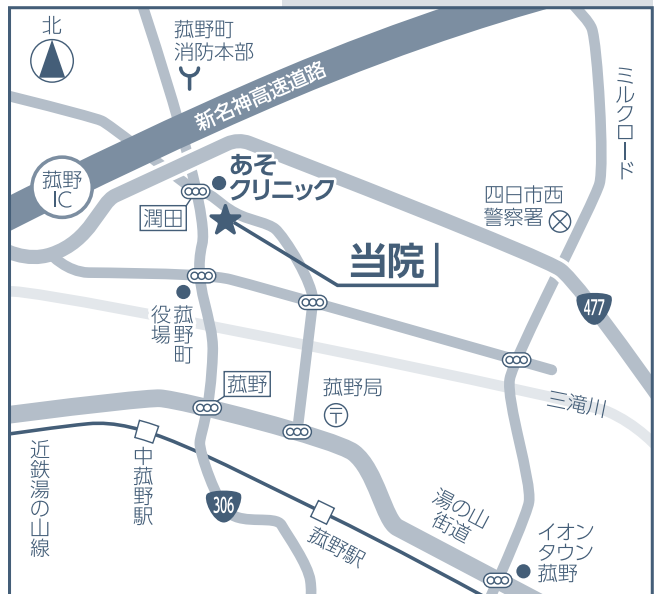 北
菰野町
消防本部
新名神高速道路
ミルクロード
菰野
IC
あそ
クリニック
潤田
四日市西
警察署
当院
477
菰野町
役場
菰野
菰野局
三滝川
近鉄湯の山線
中菰野駅
306
菰野駅
湯の山
街道
イオン
タウン
菰野